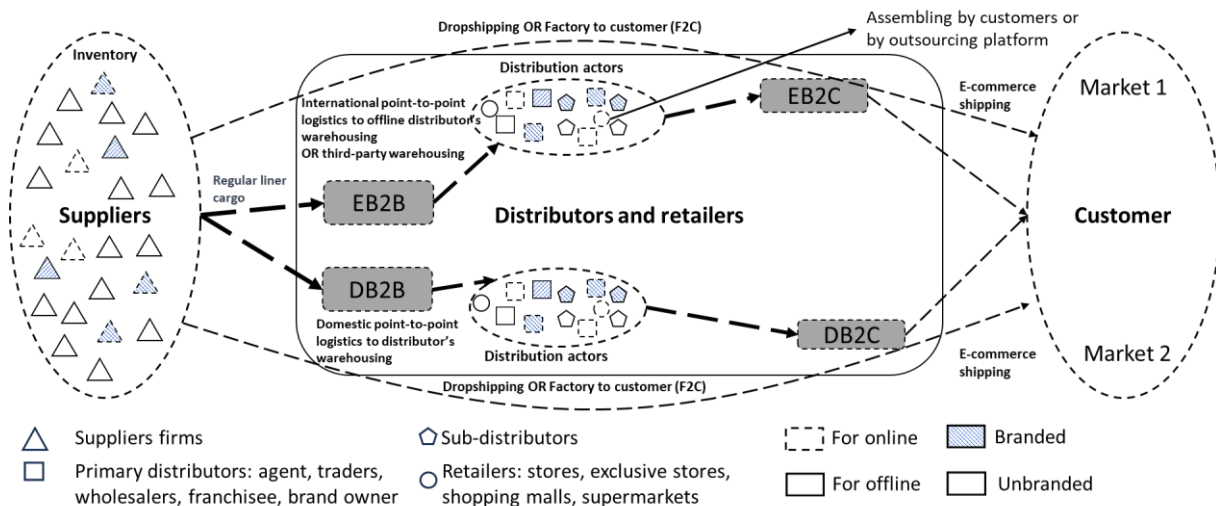 Dropshipping OR Factory to customer (F2C)
Assembling by customers or
by outsourcing platform
Inventory
Distribution actors
International point-to-point
logistics to offline distributor's
warehousing
OR third-party warehousing
EB2C
E-commerce
shipping
Market 1
Regular liner
cargo
EB2B
Suppliers
Distributors and retailers
Customer
DB2B
Domestic point-to-point
logistics to distributor's
warehousing
Distribution actors
DB2C
E-commerce
shipping
Market 2
Dropshipping OR Factory to customer (F2C)
Suppliers firms
Sub-distributors
For online
Branded
Primary distributors: agent, traders,
wholesalers, franchisee, brand owner
Retailers: stores, exclusive stores,
shopping malls, supermarkets
For offline
Unbranded